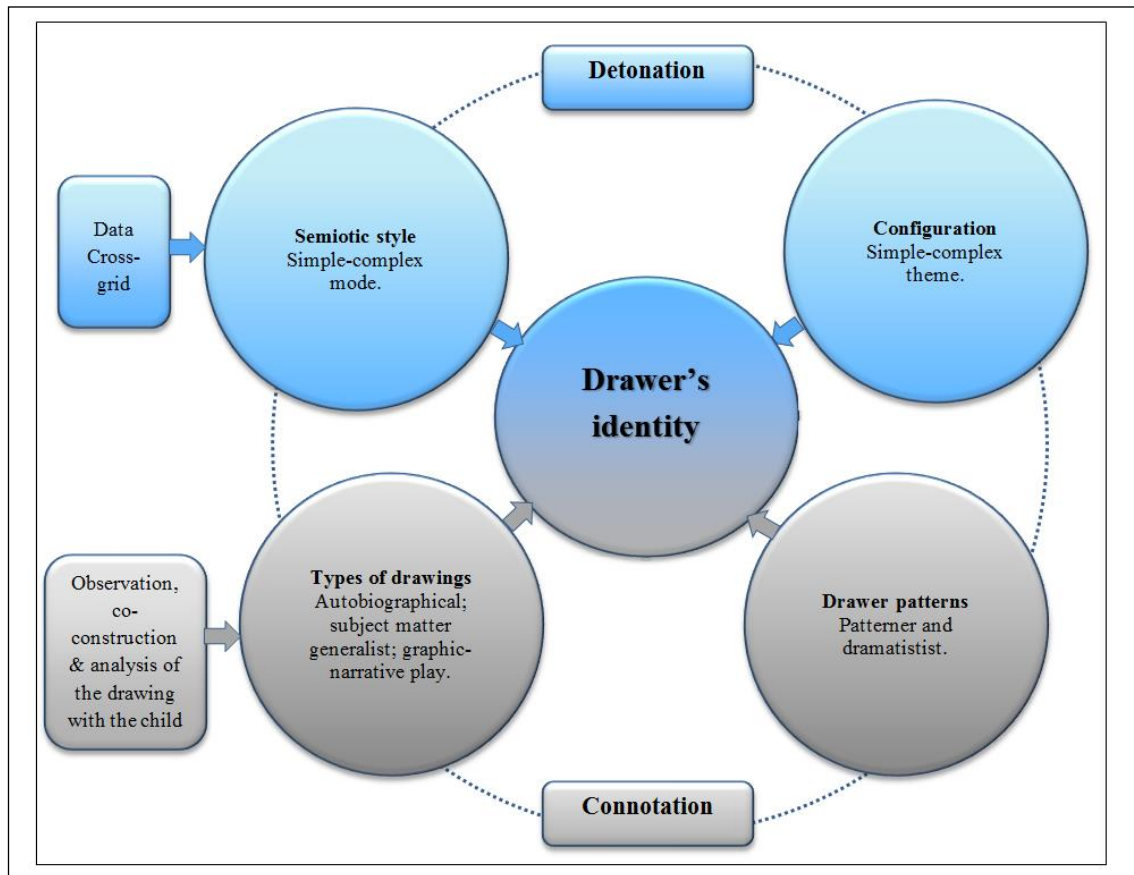 Detonation
Data
Cross-
grid
Semiotic style
Simple-complex
mode.
Configuration
Simple-complex
theme.
Drawer’s
identity
Observation,
co-
construction
& analysis of
the drawing
with the child
Types of drawings
Autobiographical;
subject matter
generalist; graphic-
narrative play.
Drawer patterns
Patterner and
dramatistist.
Connotation